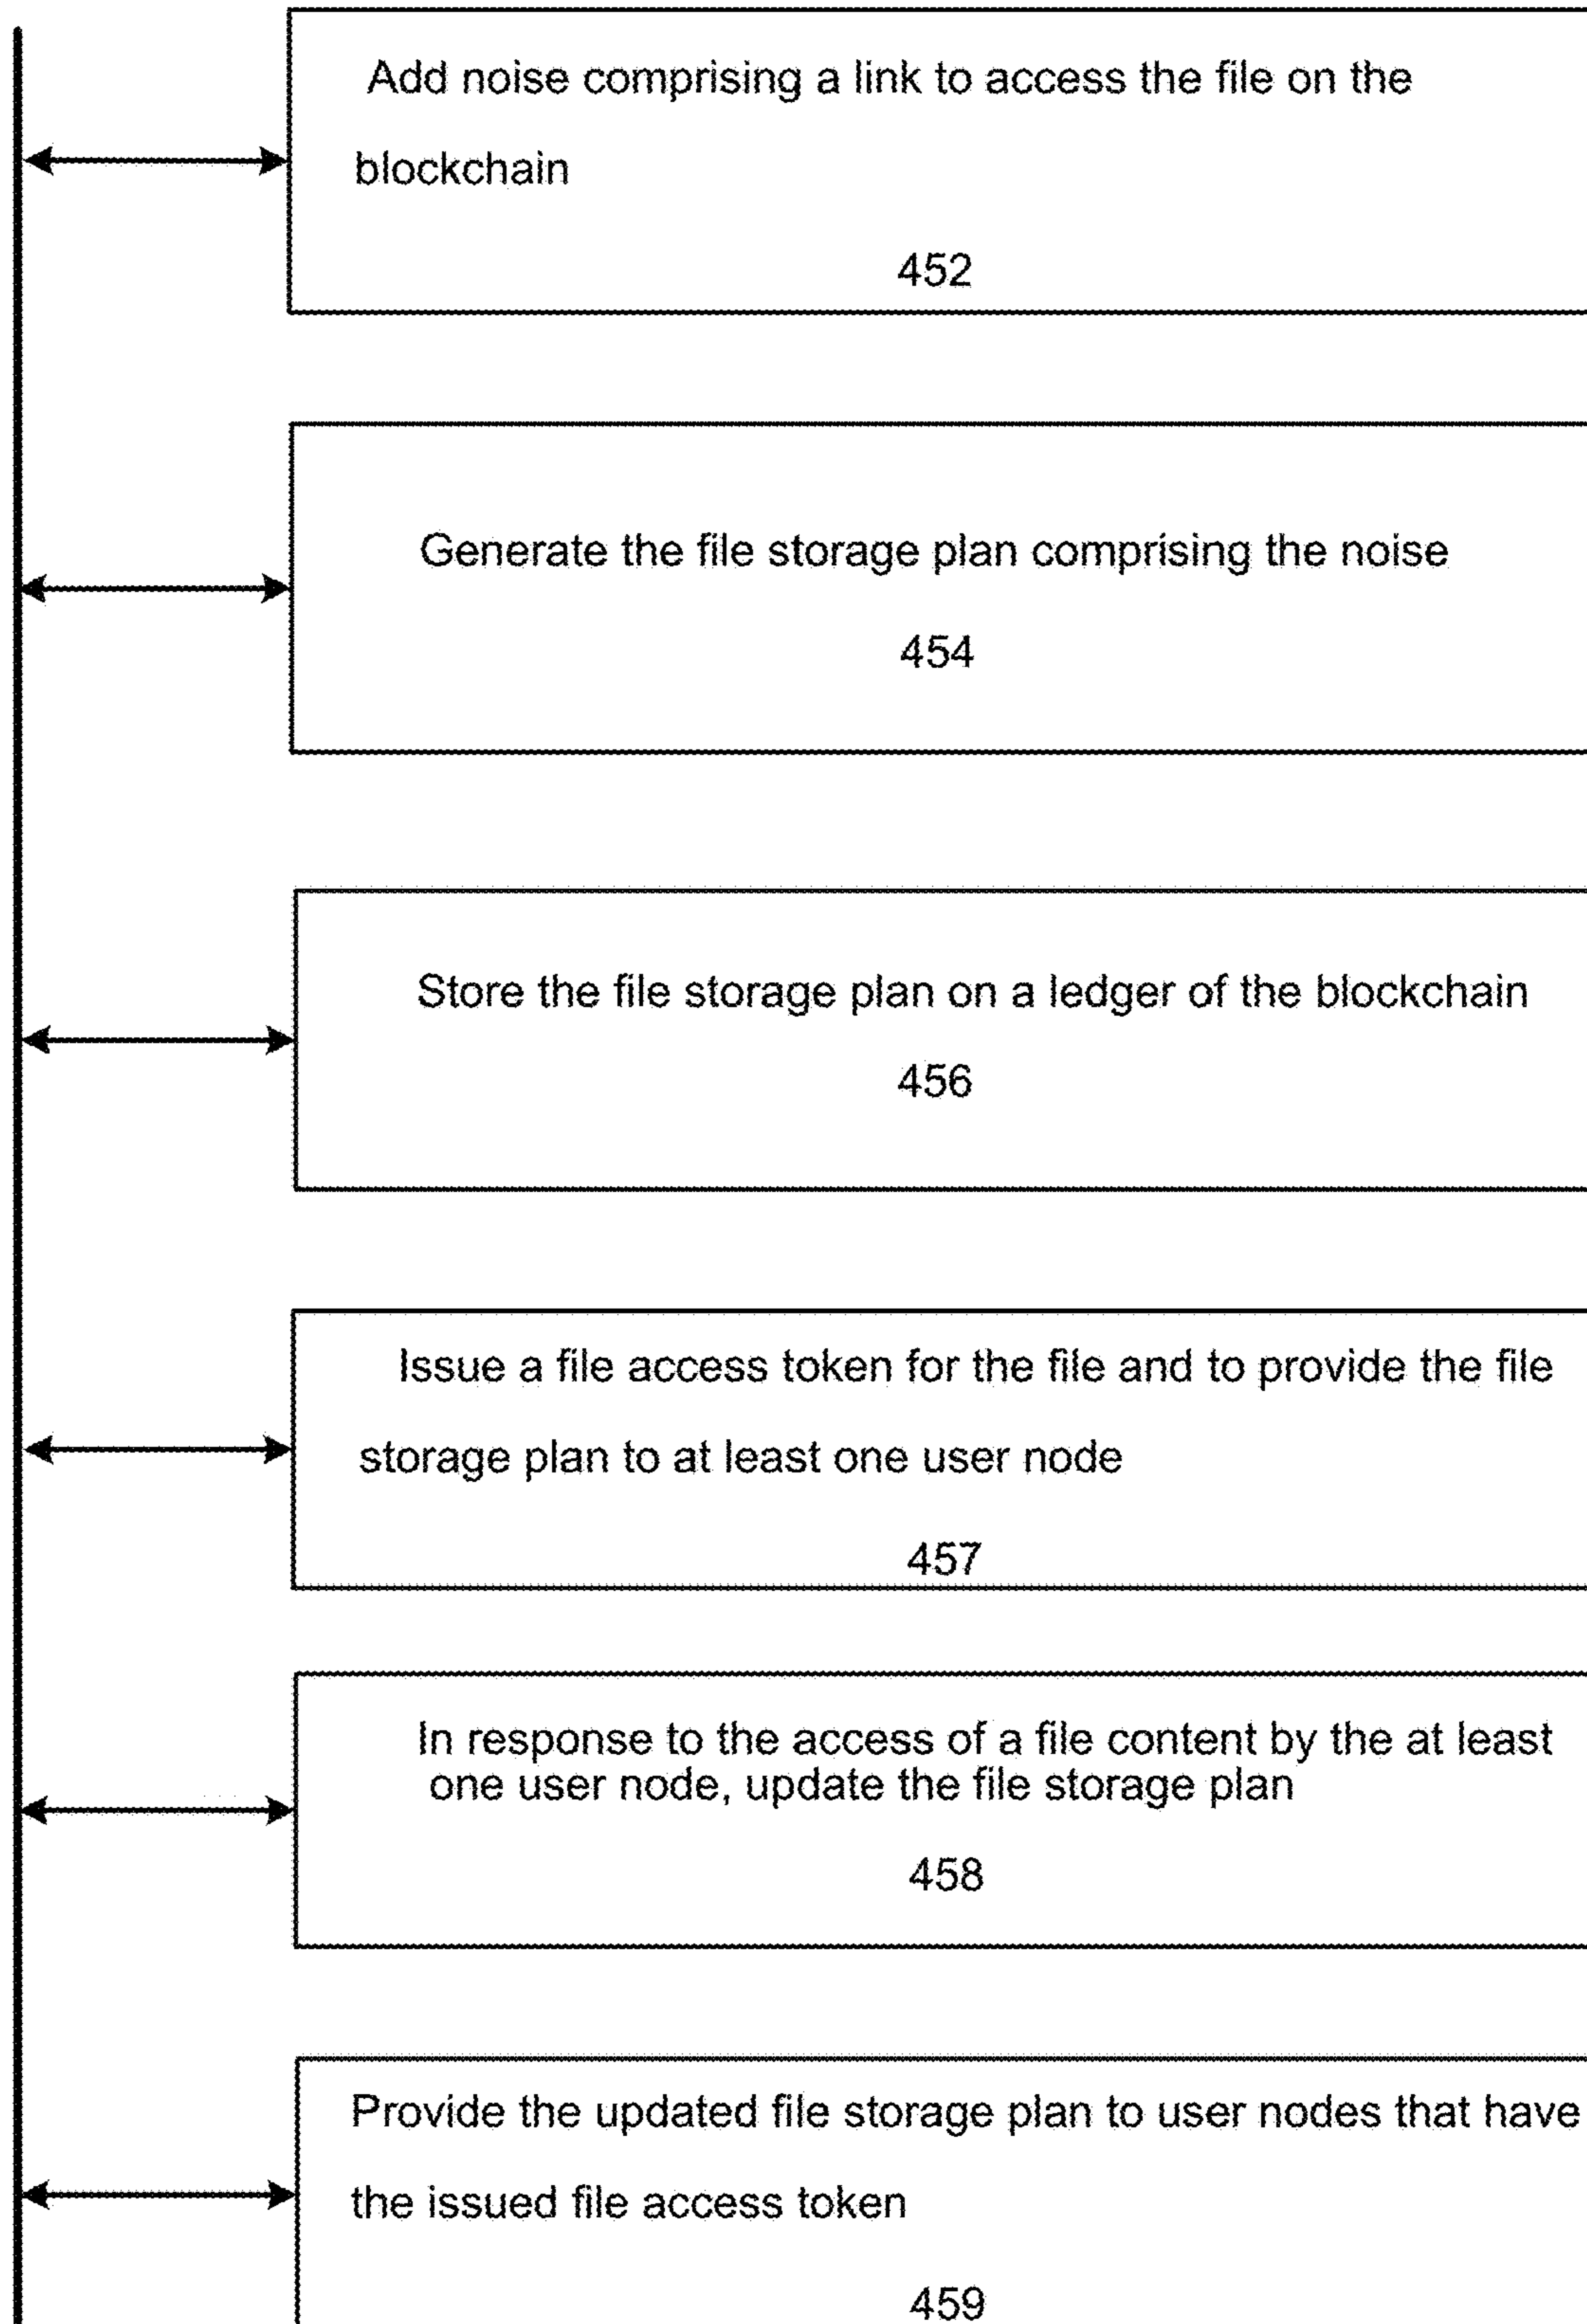 Add noise comprising a link to access the file on the
blockchain
452
Generate the file storage plan comprising the noise
454
Store the file storage plan on a ledger of the blockchain
456
Issue a file access token for the file and to provide the file
storage plan to at least one user node
457
In response to the access of a file content by the at least
one user node, update the file storage plan
458
Provide the updated file storage plan to user nodes that have
the issued file access token
459